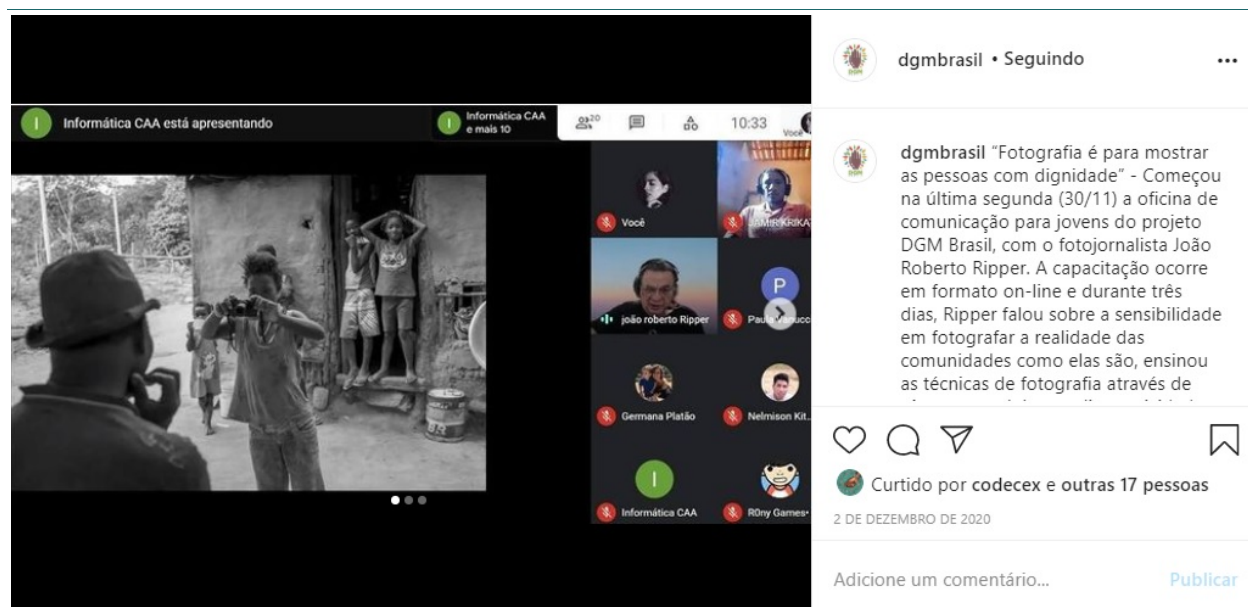 I
Informática CAA está apresentando
I
Informática CAA
e mais 10
20
10:33
Você
Você
João roberto Ripper
P
Germana Platão
Nelmison Kit...
I
Informática CAA
R0ny Games•
DGM
dgmbrasil • Seguindo
DGM
dgmbrasil “Fotografia é para mostrar
as pessoas com dignidade” - Começou
na última segunda (30/11) a oficina de
comunicação para jovens do projeto
DGM Brasil, com o fotojornalista João
Roberto Ripper. A capacitação ocorre
em formato on-line e durante três
dias, Ripper falou sobre a sensibilidade
em fotografar a realidade das
comunidades como elas são, ensinou
as técnicas de fotografia através de
Curtido por codecex e outras 17 pessoas
2 DE DEZEMBRO DE 2020
Adicione um comentário...
Publicar